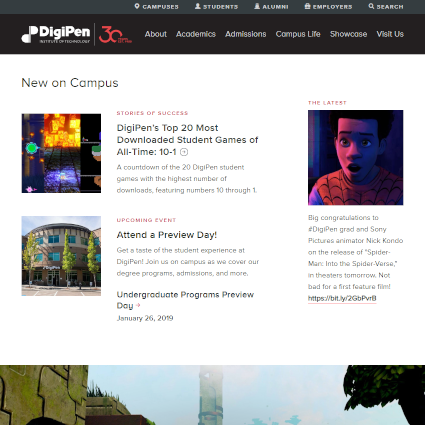 CAMPUSES STUDENTS ALUMNI EMPLOYERS SEARCH
DigiPen
INSTITUTE OF TECHNOLOGY
30
About Academics Admissions Campus Life Showcase Visit Us
New on Campus
STORIES OF SUCCESS
DigiPen's Top 20 Most
Downloaded Student Games of
All-Time: 10-1
A countdown of the 20 DigiPen student
games with the highest number of
downloads, featuring numbers 10 through 1.
UPCOMING EVENT
Attend a Preview Day!
Get a taste of the student experience at
DigiPen! Join us on campus as we cover our
degree programs, admissions, and more.
Undergraduate Programs Preview
Day
January 26, 2019
DigiPen
THE LATEST
Big congratulations to
#DigiPen grad and Sony
Pictures animator Nick Kondo
on the release of "Spider-
Man: Into the Spider-Verse,"
in theaters tomorrow. Not
bad for a first feature film!
https://bit.ly/2GbPvrB